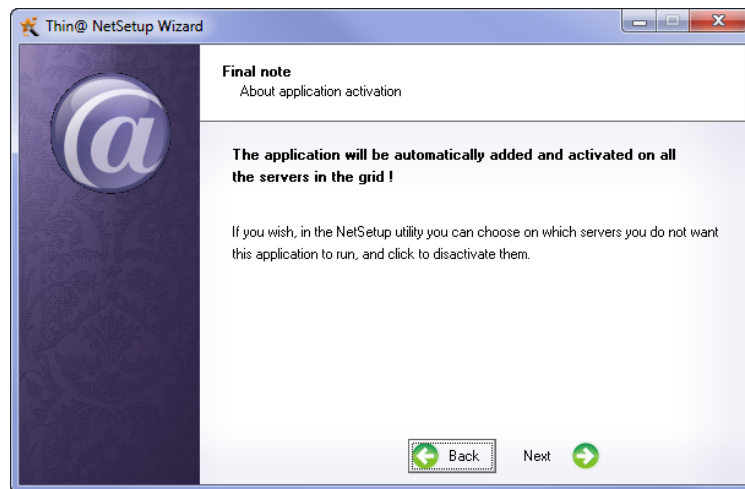 Thin@ NetSetup Wizard
Final note
About application activation
The application will be automatically added and activated on all
the servers in the grid !
If you wish, in the NetSetup utility you can choose on which servers you do not want
this application to run, and click to disactivate them.
Back
Next